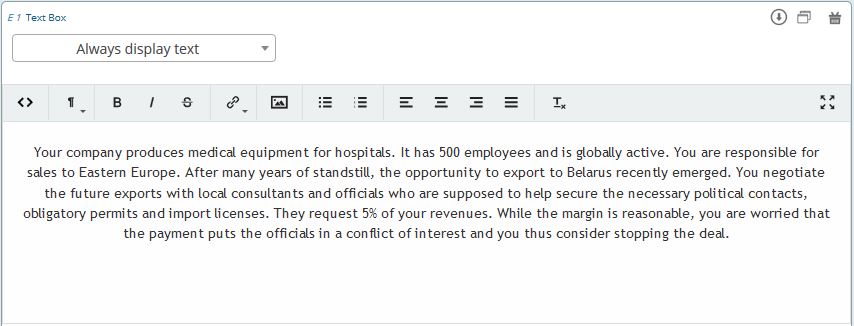 E 1 Text Box
Always display text
B I S
Your company produces medical equipment for hospitals. It has 500 employees and is globally active. You are responsible for
sales to Eastern Europe. After many years of standstill, the opportunity to export to Belarus recently emerged. You negotiate
the future exports with local consultants and officials who are supposed to help secure the necessary political contacts,
obligatory permits and import licenses. They request 5% of your revenues. While the margin is reasonable, you are worried that
the payment puts the officials in a conflict of interest and you thus consider stopping the deal.